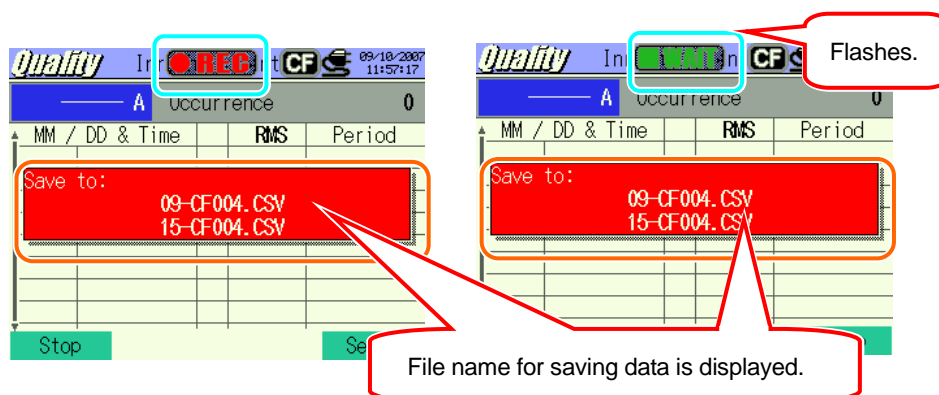 Quality
REC
CF
09/10/2007
11:57:17
A
Occurrence
0
MM / DD & Time
RMS
Period
Save to:
09-CF004.CSV
15-CF004.CSV
Stop
Quality
WAIT
CF
A
Occurrence
0
MM / DD & Time
RMS
Period
Save to:
09-CF004.CSV
15-CF004.CSV
Flashes.
File name for saving data is displayed.